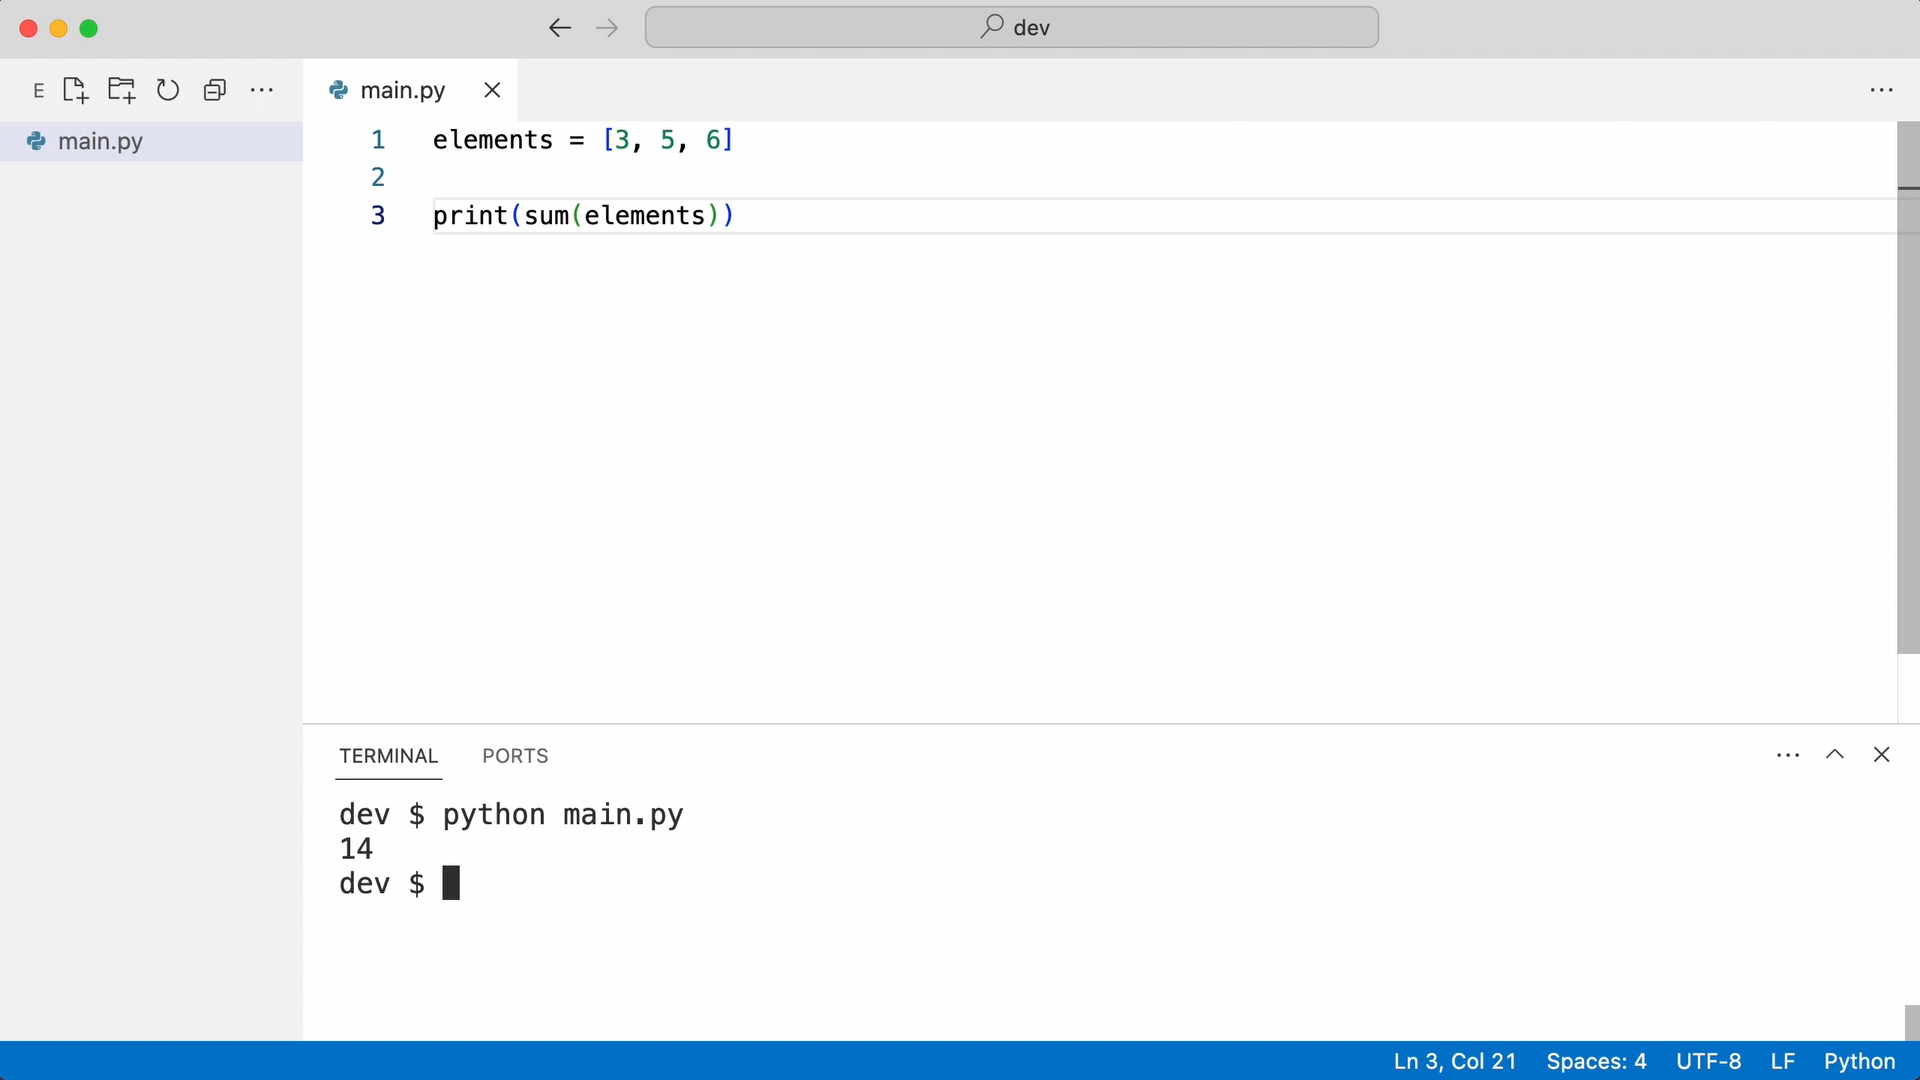 dev
E
main.py
main.py
1 elements = [3, 5, 6]
2
3 print(sum(elements))
TERMINAL PORTS
dev $ python main.py
14
dev $
Ln 3, Col 21 Spaces: 4 UTF-8 LF Python